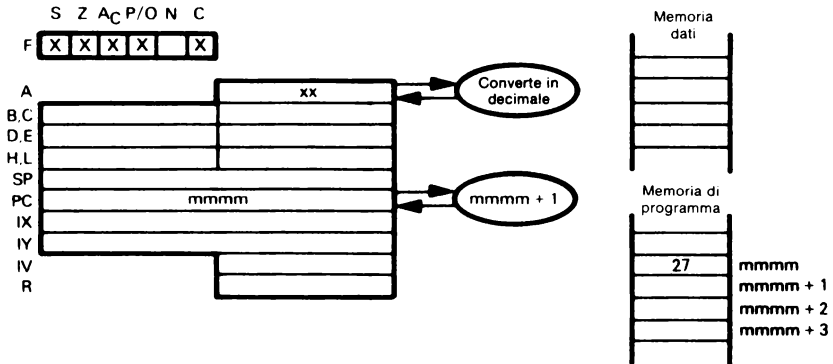 S Z AC P/O N C
F X X X X X
A xx
Converte in
decimale
B,C
D,E
H,L
SP
PC mmmm
mmmm + 1
IX
IY
IV
R
Memoria
dati
Memoria di
programma
27 mmmm
mmmm + 1
mmmm + 2
mmmm + 3